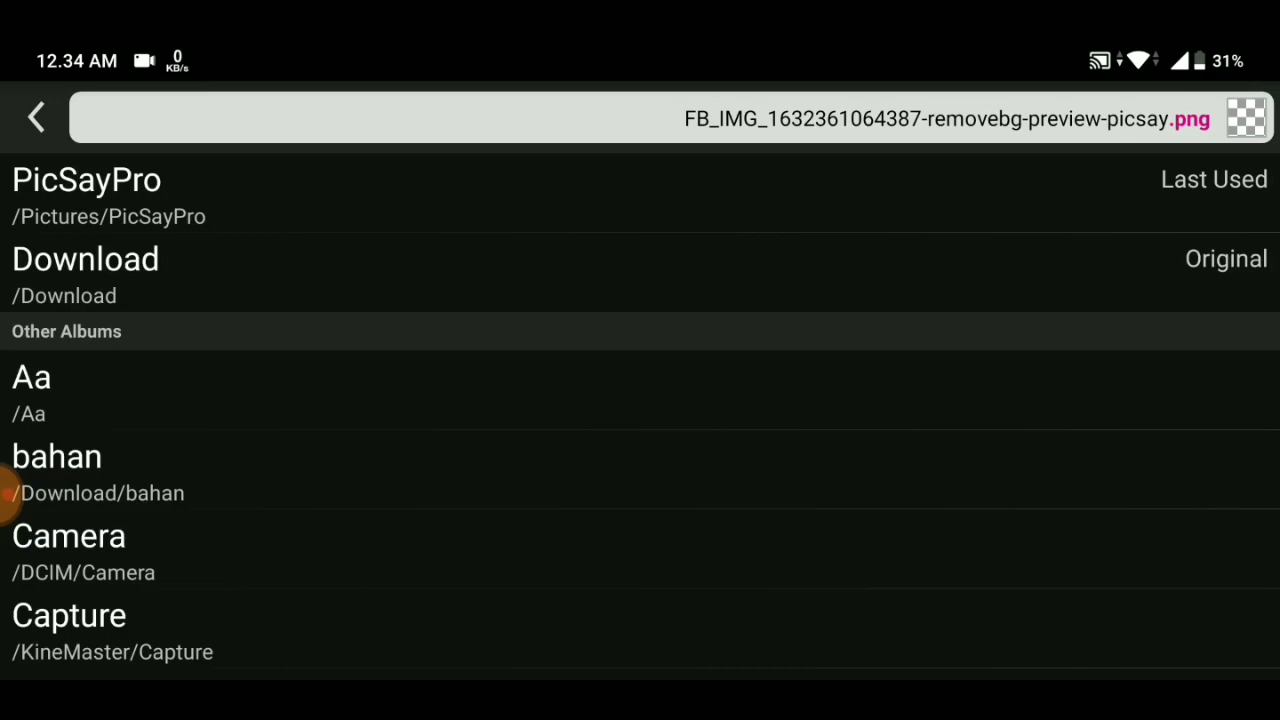 12.34 AM 0 KB/s 31%
FB_IMG_1632361064387-removebg-preview-picsay.png
PicSayPro Last Used
/Pictures/PicSayPro
Download Original
/Download
Other Albums
Aa
/Aa
bahan
/Download/bahan
Camera
/DCIM/Camera
Capture
/KineMaster/Capture